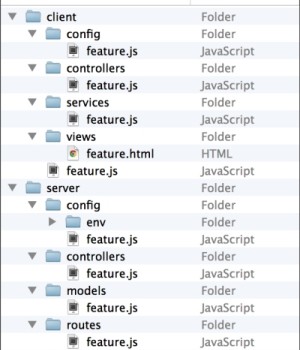 client Folder
config Folder
feature.js JavaScript
controllers Folder
feature.js JavaScript
services Folder
feature.js JavaScript
views Folder
feature.html HTML
feature.js JavaScript
server Folder
config Folder
env Folder
feature.js JavaScript
controllers Folder
feature.js JavaScript
models Folder
feature.js JavaScript
routes Folder
feature.js JavaScript